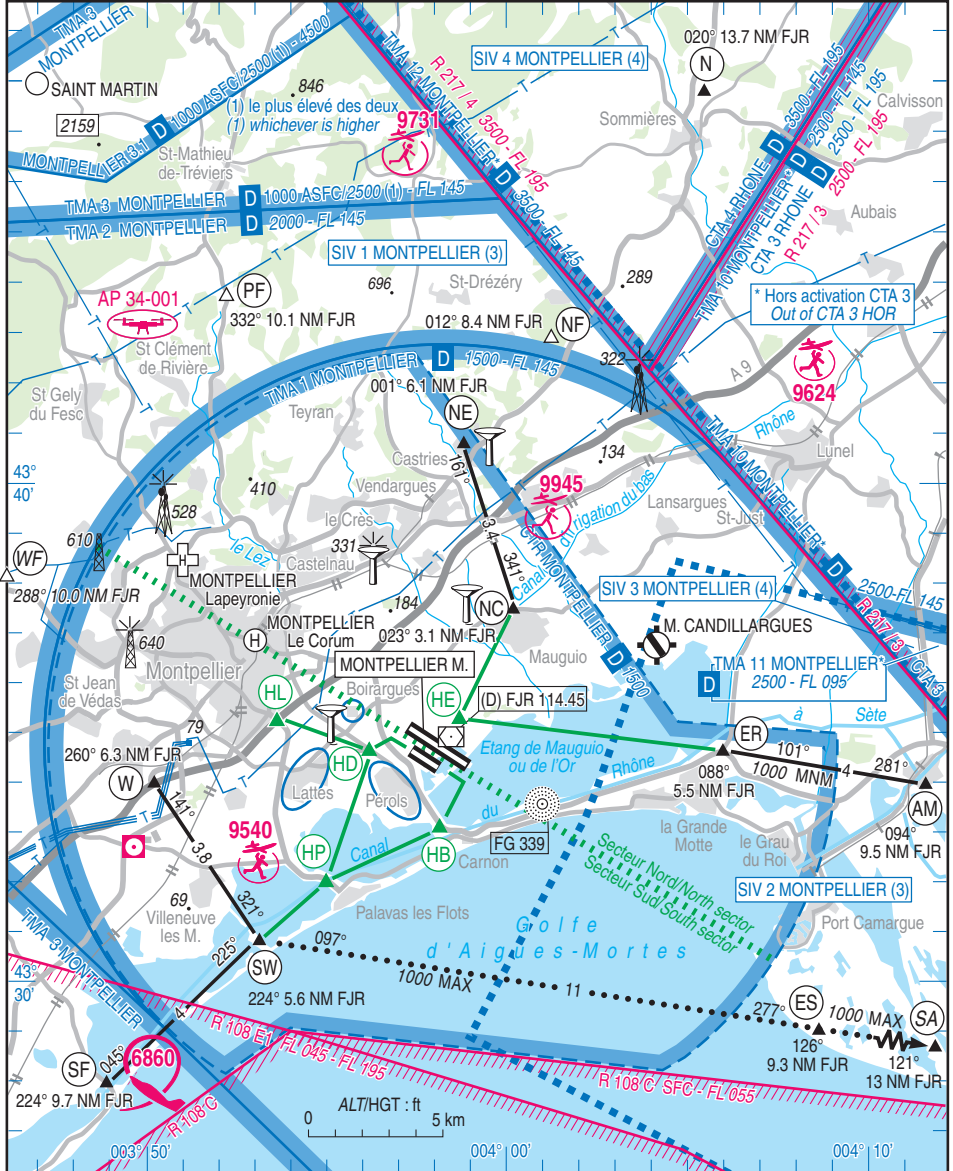 TMA 3
MONTPELLIER
SAINT MARTIN
2159
MONTPELLIER 3.1 D 1000 ASFC/2500(1) - 4500
846
(1) le plus élevé des deux
(1) whichever is higher
9731
St-Mathieu
de-Tréviers
TMA 12 MONTPELLIER* D 3500 - FL 145
R 217 / 4 3500 - FL 195
SIV 4 MONTPELLIER (4)
020° 13.7 NM FJR
N
Sommières
Calvisson
CTA 4 RHONE D 3500 - FL 195
TMA 10 MONTPELLIER* D 2500 - FL 145
CTA 3 RHONE D 2500 - FL 195
R 217 / 3 2500 - FL 195
Aubais
TMA 3 MONTPELLIER D 1000 ASFC/2500 (1) - FL 145
TMA 2 MONTPELLIER D 2000 - FL 145
SIV 1 MONTPELLIER (3)
696
St-Drézéry
289
* Hors activation CTA 3
Out of CTA 3 HOR
AP 34-001
PF
332° 10.1 NM FJR
012° 8.4 NM FJR
NF
St Clément
de Rivière
322
A 9
9624
TMA 1 MONTPELLIER D 1500 - FL 145
001° 6.1 NM FJR
St Gely
du Fesc
Teyran
NE
Rhône
Lunel
43°
40'
Castries
161°
3.4
341°
134
410
Vendargues
9945
Lansargues
St-Just
TMA 10 MONTPELLIER* D 2500-FL 145
528
le Crès
331
Canal d'irrigation du bas
610
le Lez
Castelnau
WF
288° 10.0 NM FJR
MONTPELLIER
Lapeyronie
184
NC
CTR MONTPELLIER D 1500
SIV 3 MONTPELLIER (4)
R 217 / 3
CTA 3
H
MONTPELLIER
Le Corum
023° 3.1 NM FJR
M. CANDILLARGUES
640
Montpellier
MONTPELLIER M.
Mauguio
TMA 11 MONTPELLIER*
2500 - FL 095
D
St Jean
de Védas
HL
Boirargues
HE
(D) FJR 114.45
à Sète
79
260° 6.3 NM FJR
Etang de Mauguio
ou de l'Or
ER
101°
1000 MNM
4
281°
W
HD
Rhône
088°
5.5 NM FJR
AM
141°
Lattes
Pérols
du
094°
9.5 NM FJR
3.8
9540
HP
Canal
HB
Carnon
FG 339
la Grande
Motte
le Grau
du Roi
321°
Secteur Nord/North sector
Secteur Sud/South sector
SIV 2 MONTPELLIER (3)
69
Villeneuve
les M.
Palavas les Flots
Golfe
d'Aigues-Mortes
Port Camargue
TMA 3 MONTPELLIER
225°
SW
097°
1000 MAX
11
43°
30'
224° 5.6 NM FJR
277°
ES
1000 MAX
SA
4
R 108 E1 FL 045 - FL 195
126°
9.3 NM FJR
121°
13 NM FJR
SF
045°
6860
224° 9.7 NM FJR
R 108 C
R 108 C SFC - FL 055
ALT/HGT : ft
0 5 km
003° 50'
004° 00'
004° 10'